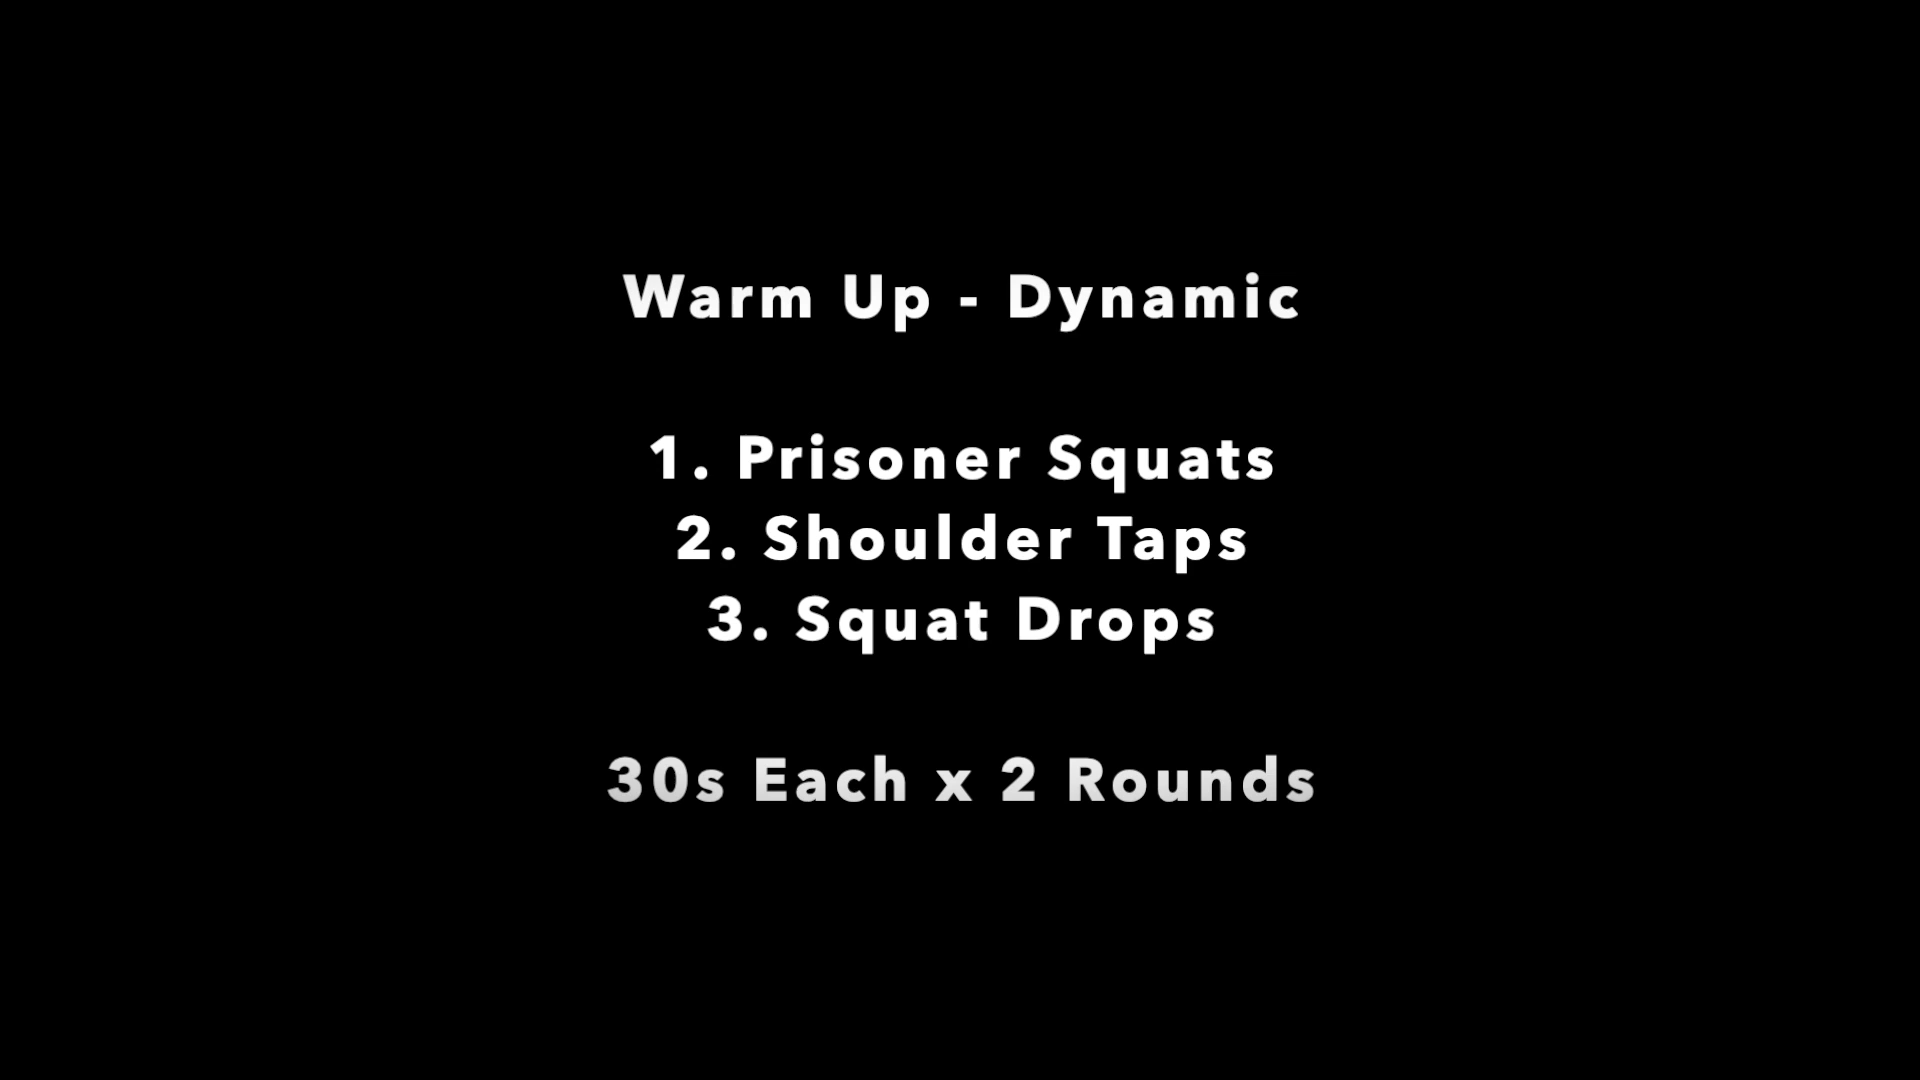 Warm Up - Dynamic
1. Prisoner Squats
2. Shoulder Taps
3. Squat Drops
30s Each x 2 Rounds